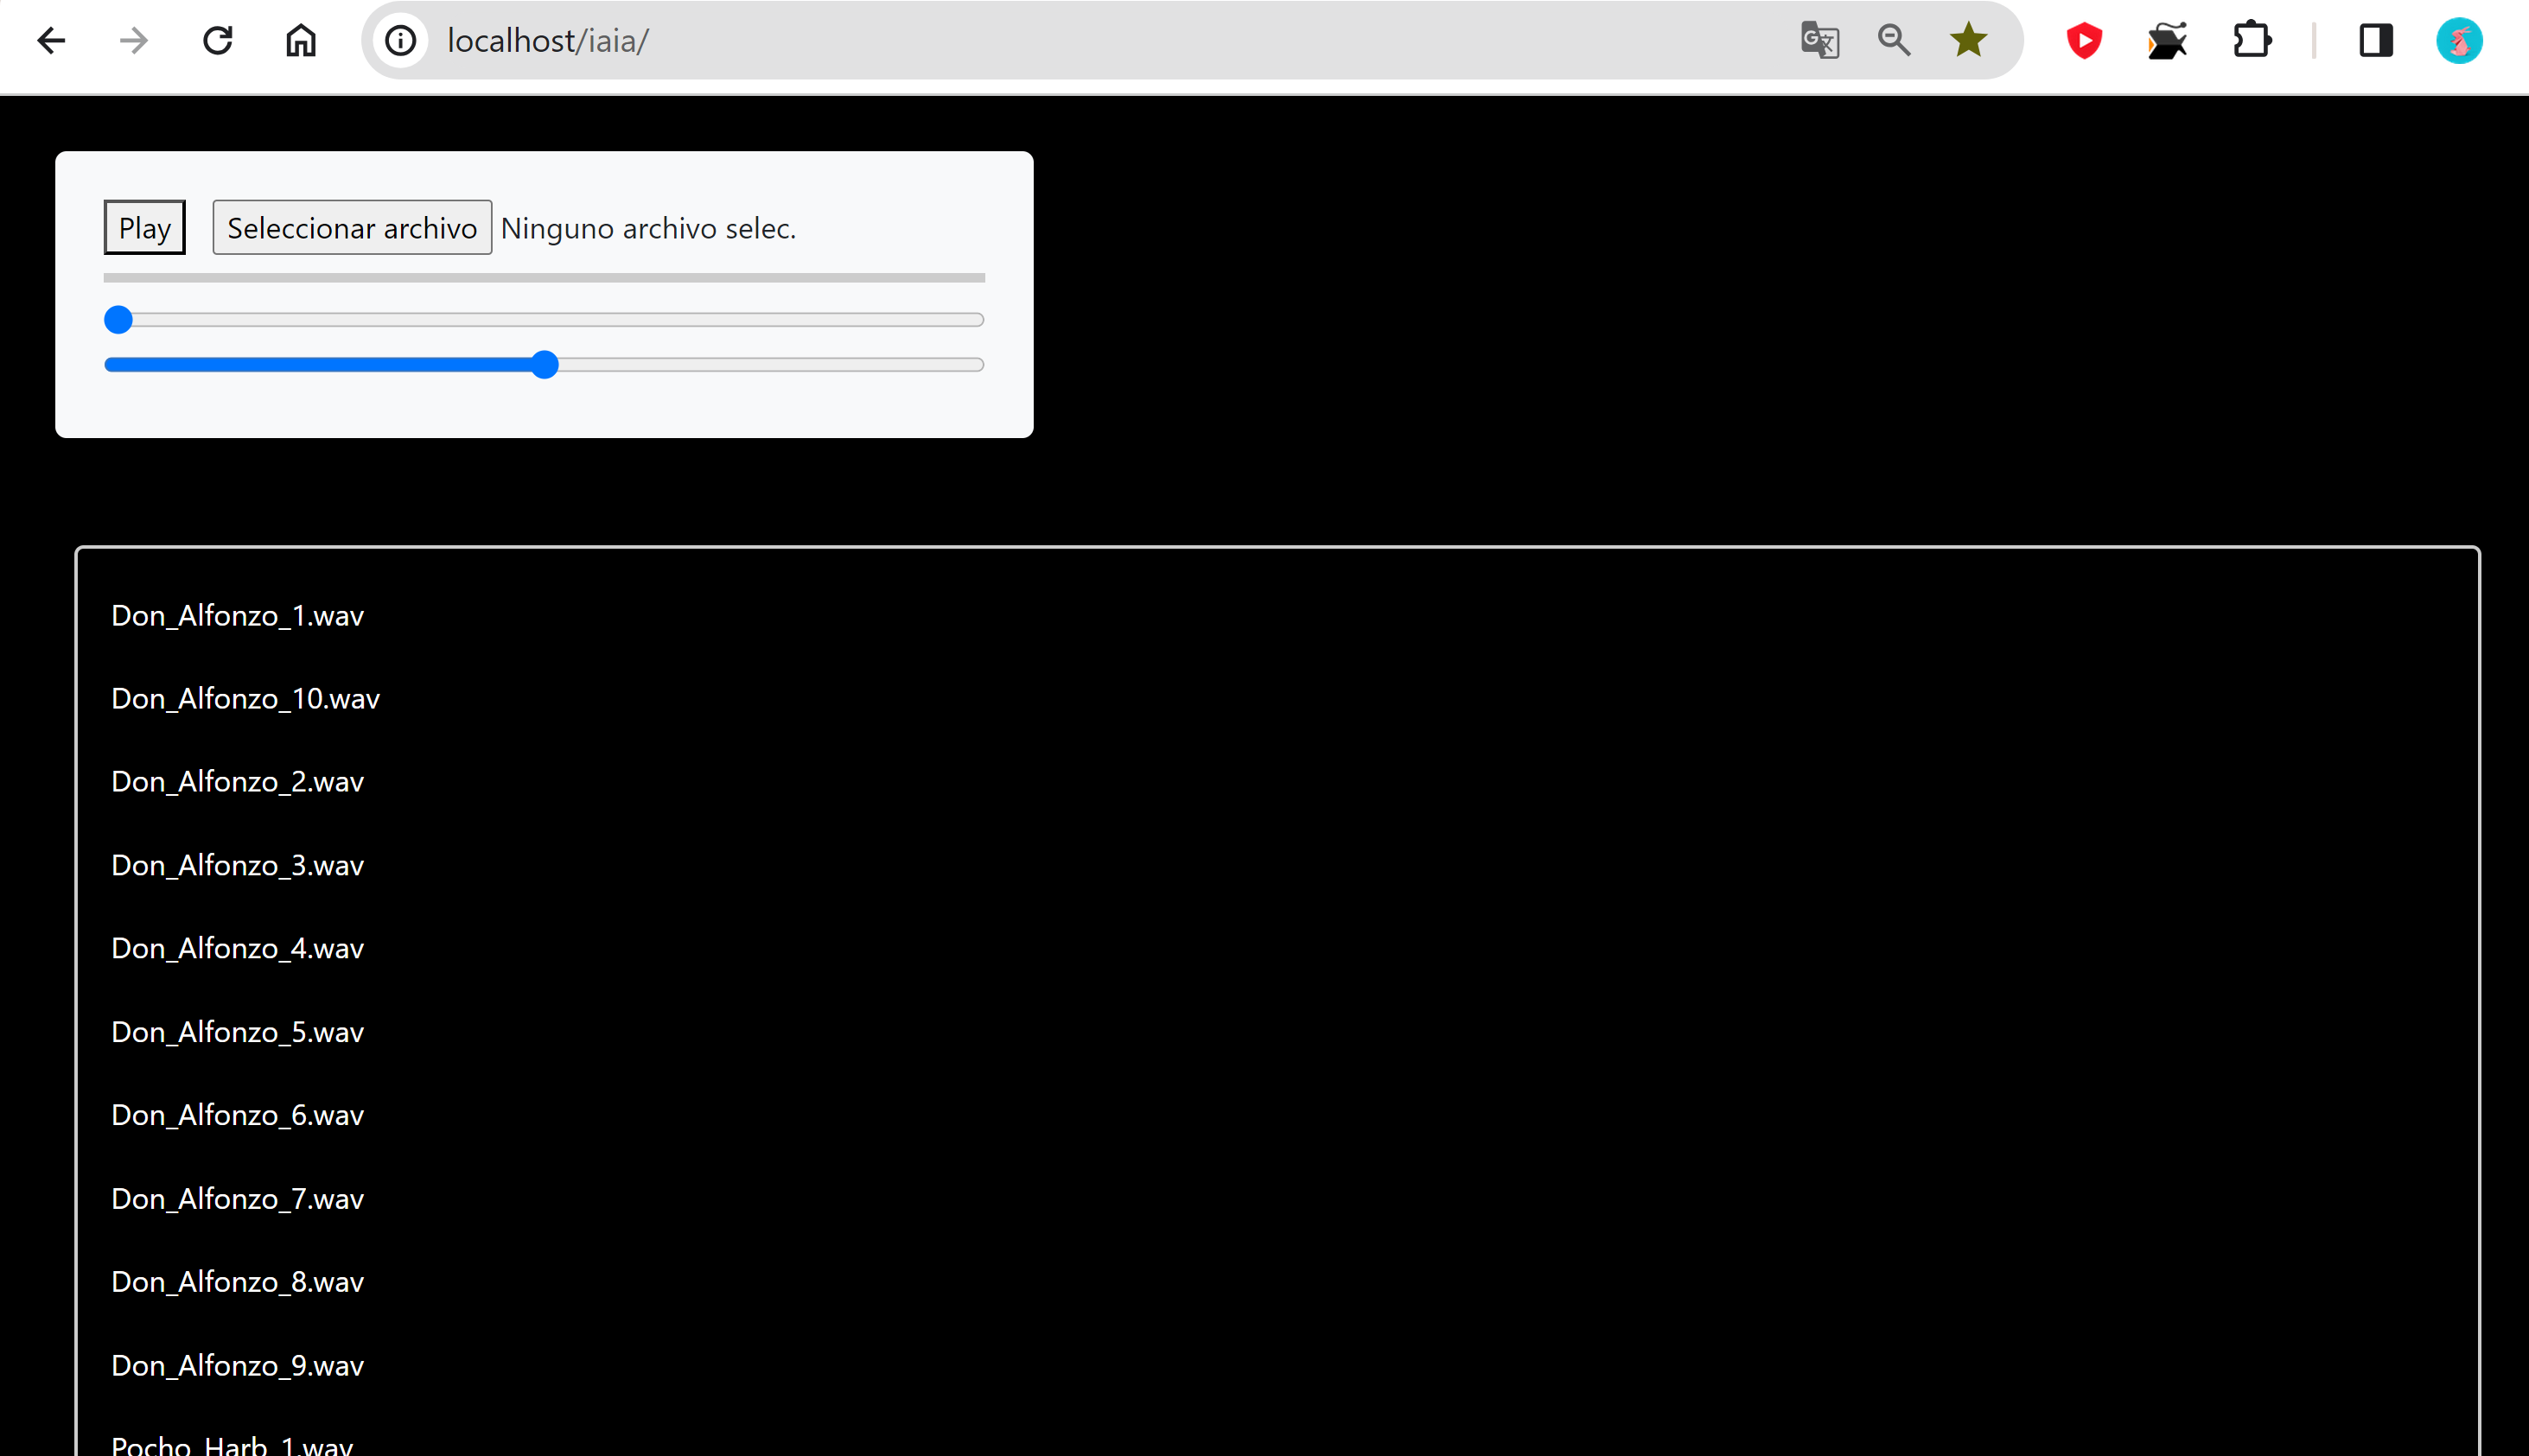 localhost/iaia/
Play Seleccionar archivo Ninguno archivo selec.
Don_Alfonzo_1.wav
Don_Alfonzo_10.wav
Don_Alfonzo_2.wav
Don_Alfonzo_3.wav
Don_Alfonzo_4.wav
Don_Alfonzo_5.wav
Don_Alfonzo_6.wav
Don_Alfonzo_7.wav
Don_Alfonzo_8.wav
Don_Alfonzo_9.wav
Pocho_Harb_1.wav